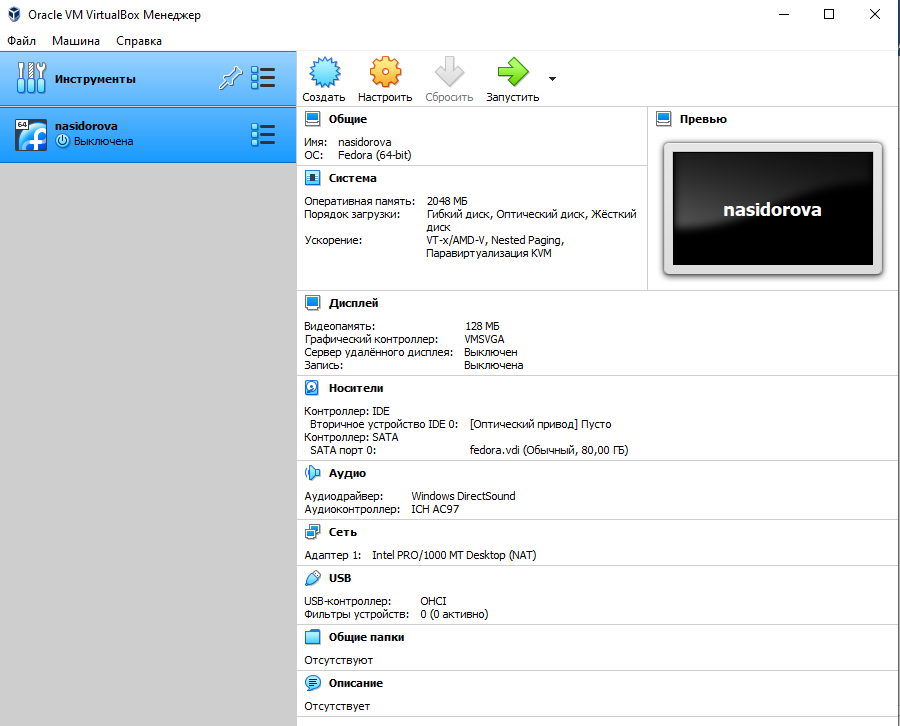 Oracle VM VirtualBox Менеджер
Файл Машина Справка
Инструменты
Создать Настроить Сбросить Запустить
64
nasidorova
Выключена
Общие
Имя: nasidorova
ОС: Fedora (64-bit)
Превью
nasidorova
Система
Оперативная память: 2048 МБ
Порядок загрузки: Гибкий диск, Оптический диск, Жёсткий
диск
Ускорение: VT-x/AMD-V, Nested Paging,
Паравиртуализация KVM
Дисплей
Видеопамять: 128 МБ
Графический контроллер: VMSVGA
Сервер удалённого дисплея: Выключен
Запись: Выключена
Носители
Контроллер: IDE
Вторичное устройство IDE 0: [Оптический привод] Пусто
Контроллер: SATA
SATA порт 0: fedora.vdi (Обычный, 80,00 ГБ)
Аудио
Аудиодрайвер: Windows DirectSound
Аудиоконтроллер: ICH AC97
Сеть
Адаптер 1: Intel PRO/1000 MT Desktop (NAT)
USB
USB-контроллер: OHCI
Фильтры устройств: 0 (0 активно)
Общие папки
Отсутствуют
Описание
Отсутствует